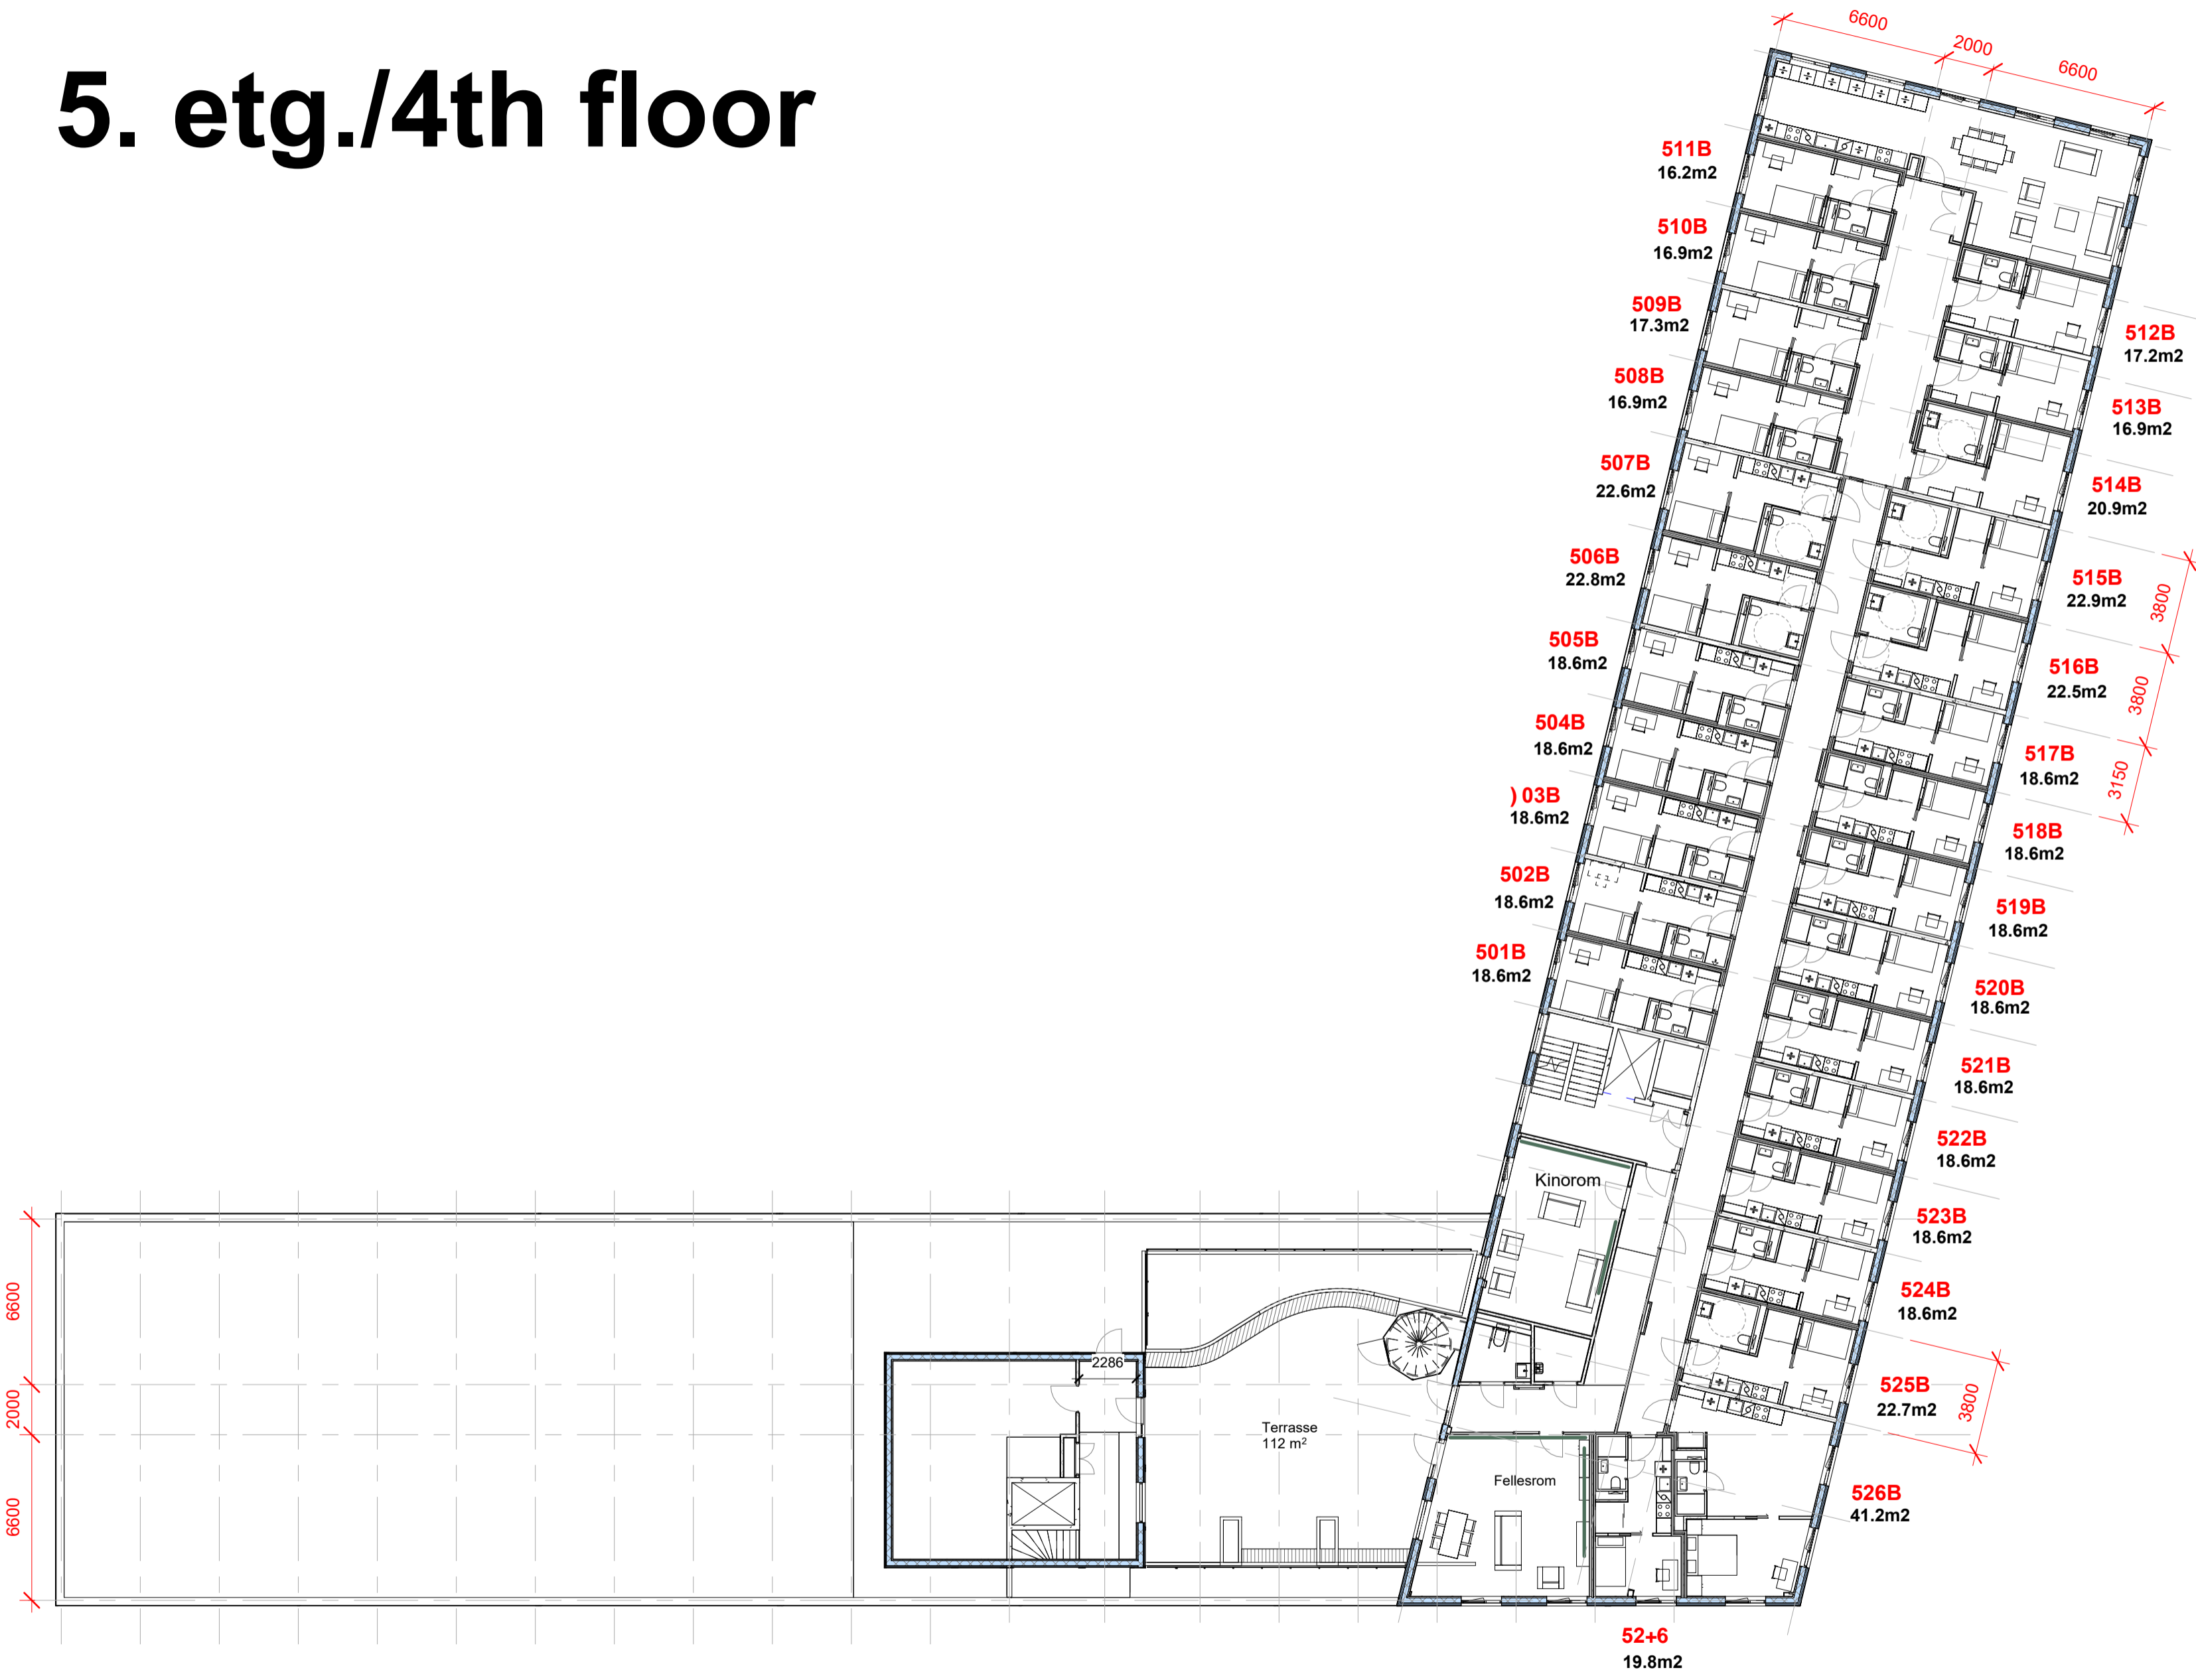 5. etg./4th floor
6600
2000
6600
511B
16.2m2
510B
16.9m2
509B
17.3m2
508B
16.9m2
507B
22.6m2
506B
22.8m2
505B
18.6m2
504B
18.6m2
) 03B
18.6m2
502B
18.6m2
501B
18.6m2
512B
17.2m2
513B
16.9m2
514B
20.9m2
515B
22.9m2
516B
22.5m2
517B
18.6m2
518B
18.6m2
519B
18.6m2
520B
18.6m2
521B
18.6m2
522B
18.6m2
523B
18.6m2
524B
18.6m2
525B
22.7m2
526B
41.2m2
3800
3800
3150
3800
Kinorom
6600
2000
6600
2286
Terrasse
112 m²
Fellesrom
52+6
19.8m2